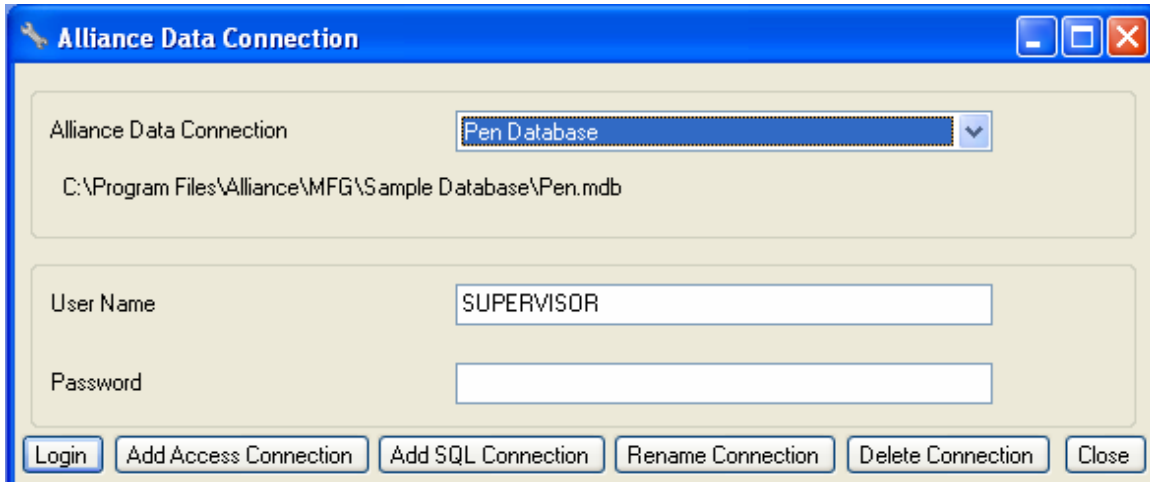 Alliance Data Connection
Alliance Data Connection Pen Database
C:\Program Files\Alliance\MFG\Sample Database\Pen.mdb
User Name SUPERVISOR
Password
Login Add Access Connection Add SQL Connection Rename Connection Delete Connection Close